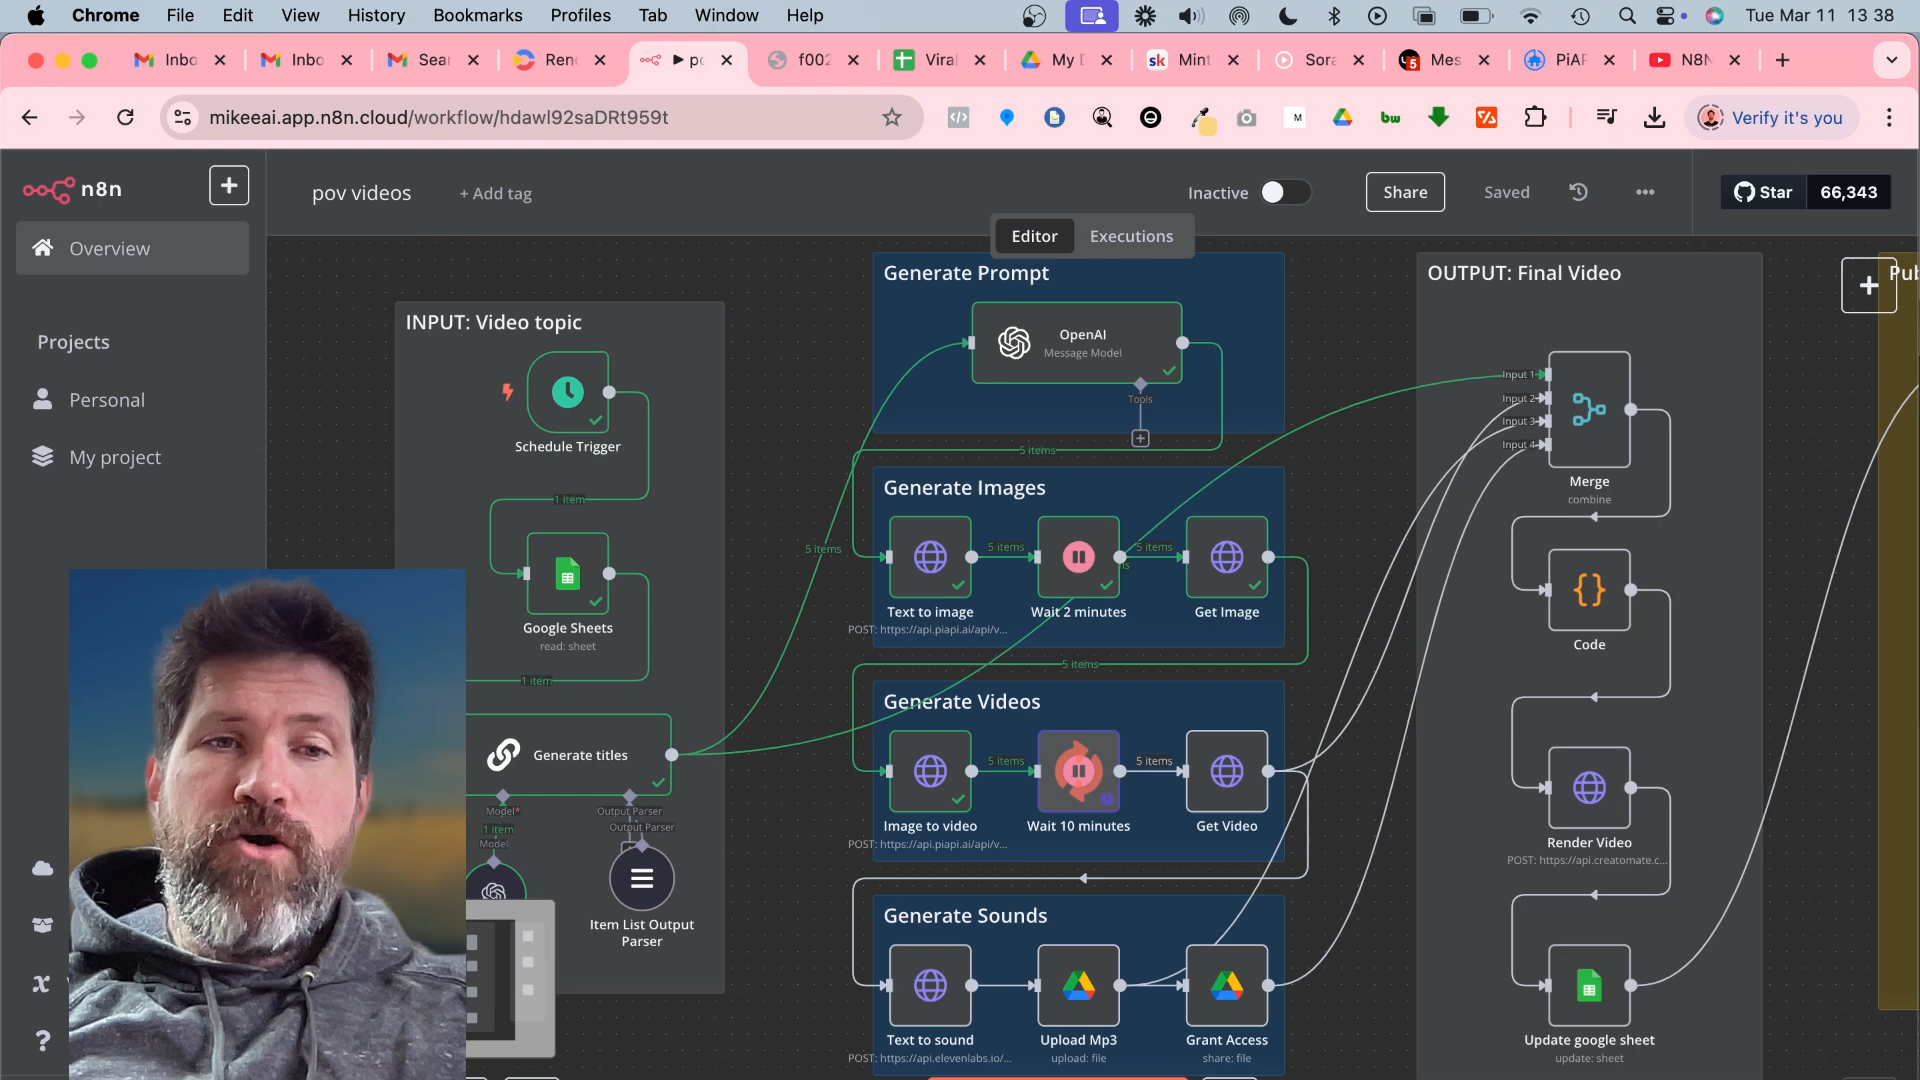 Chrome File Edit View History Bookmarks Profiles Tab Window Help
Tue Mar 11 13 38
Inbo
Inbo
Sear
Ren
po
f002
Viral
My D
Mint
Sora
Mes
PiAP
N8N
mikeeai.app.n8n.cloud/workflow/hdawl92saDRt959t
Verify it's you
n8n
pov videos
+ Add tag
Inactive
Share
Saved
Star
66,343
Editor
Executions
Overview
Projects
Personal
My project
INPUT: Video topic
Schedule Trigger
1 item
Google Sheets
read: sheet
1 item
Generate titles
Model*
1 item
Model
Output Parser
Output Parser
Item List Output
Parser
5 items
Generate Prompt
OpenAI
Message Model
Tools
5 items
Generate Images
5 items
5 items
Text to image
POST: https://api.piapi.ai/api/v...
Wait 2 minutes
Get Image
5 items
Generate Videos
5 items
5 items
Image to video
POST: https://api.piapi.ai/api/v...
Wait 10 minutes
Get Video
Generate Sounds
Text to sound
POST: https://api.elevenlabs.io/...
Upload Mp3
upload: file
Grant Access
share: file
OUTPUT: Final Video
Input 1
Input 2
Input 3
Input 4
Merge
combine
Code
Render Video
POST: https://api.creatomate.c...
Update google sheet
update: sheet